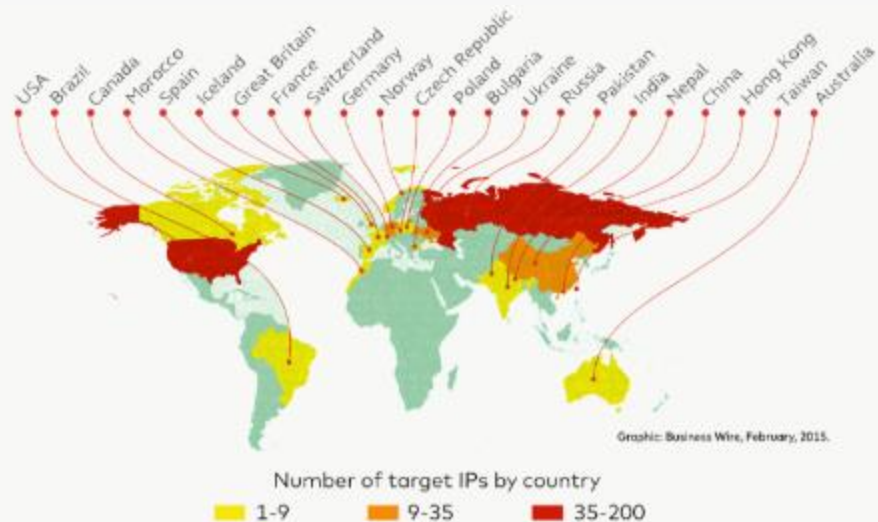 USA
Brazil
Canada
Morocco
Spain
Iceland
Great Britain
France
Switzerland
Germany
Norway
Czech Republic
Poland
Bulgaria
Ukraine
Russia
Pakistan
India
Nepal
China
Hong Kong
Taiwan
Australia
Graphic: Business Wire, February, 2015.
Number of target IPs by country
1-9 9-35 35-200